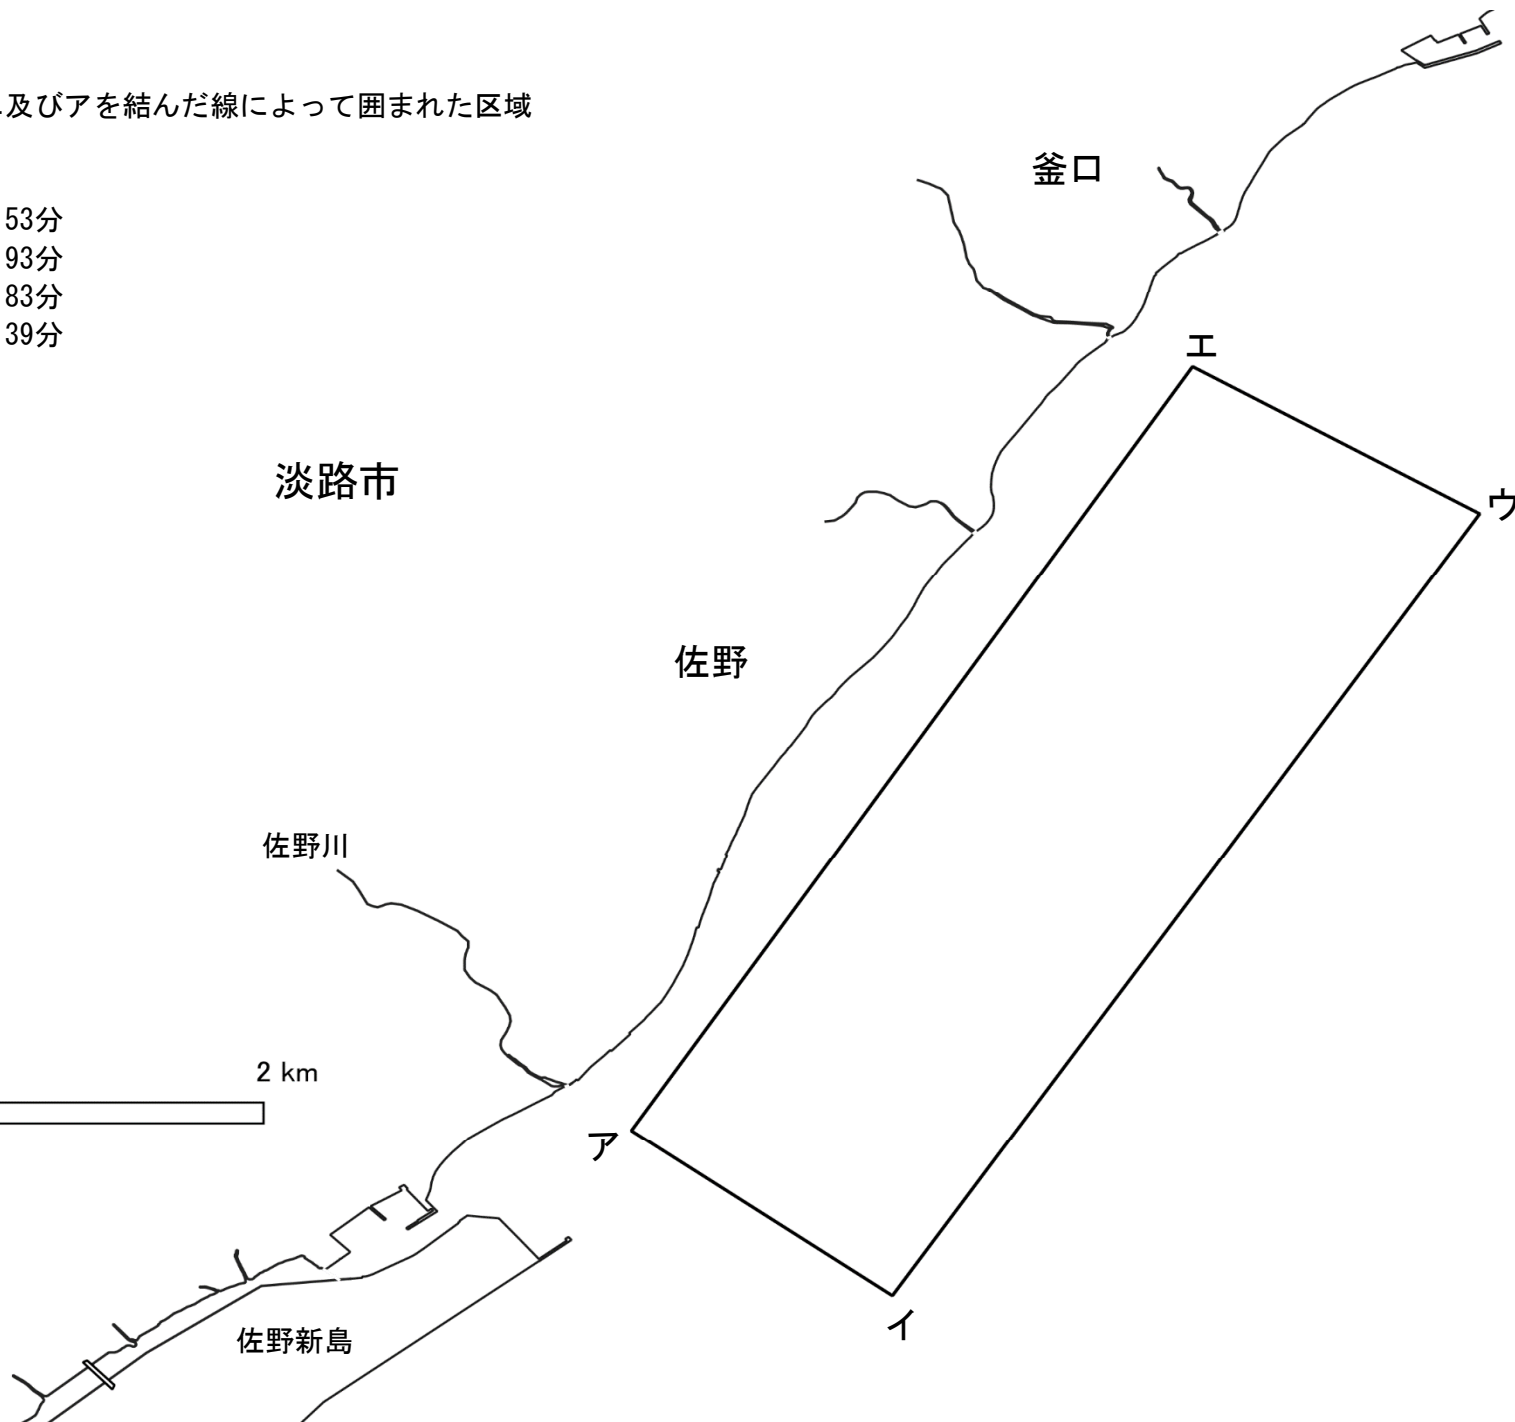 及びアを結んだ線によって囲まれた区域
釜口
53分
93分
83分
39分
エ
淡路市
ウ
佐野
佐野川
2 km
ア
イ
佐野新島